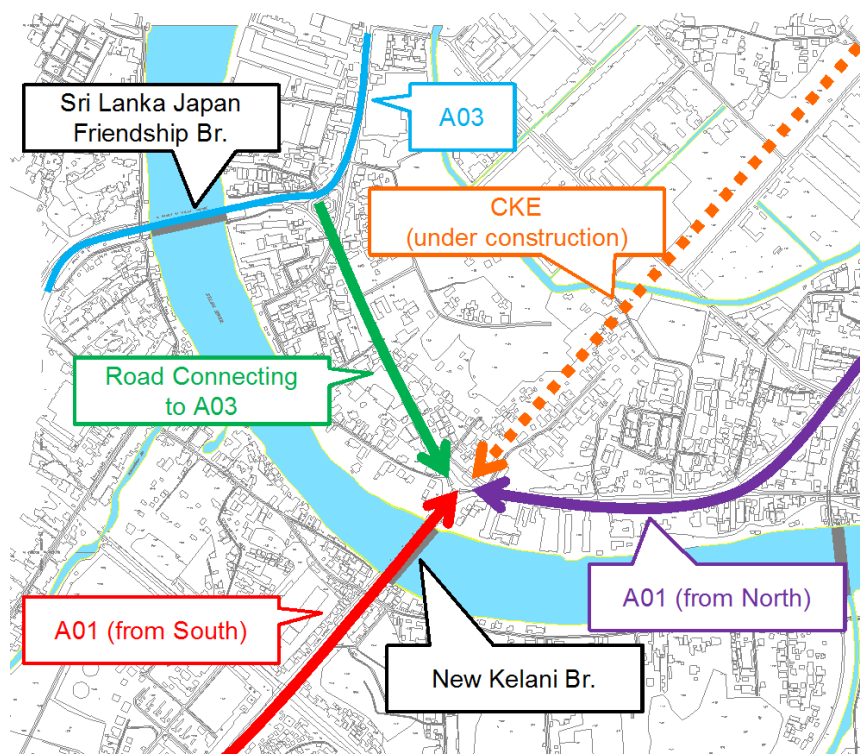 Sri Lanka Japan
Friendship Br.
A03
CKE
(under construction)
Road Connecting
to A03
A01 (from South)
A01 (from North)
New Kelani Br.